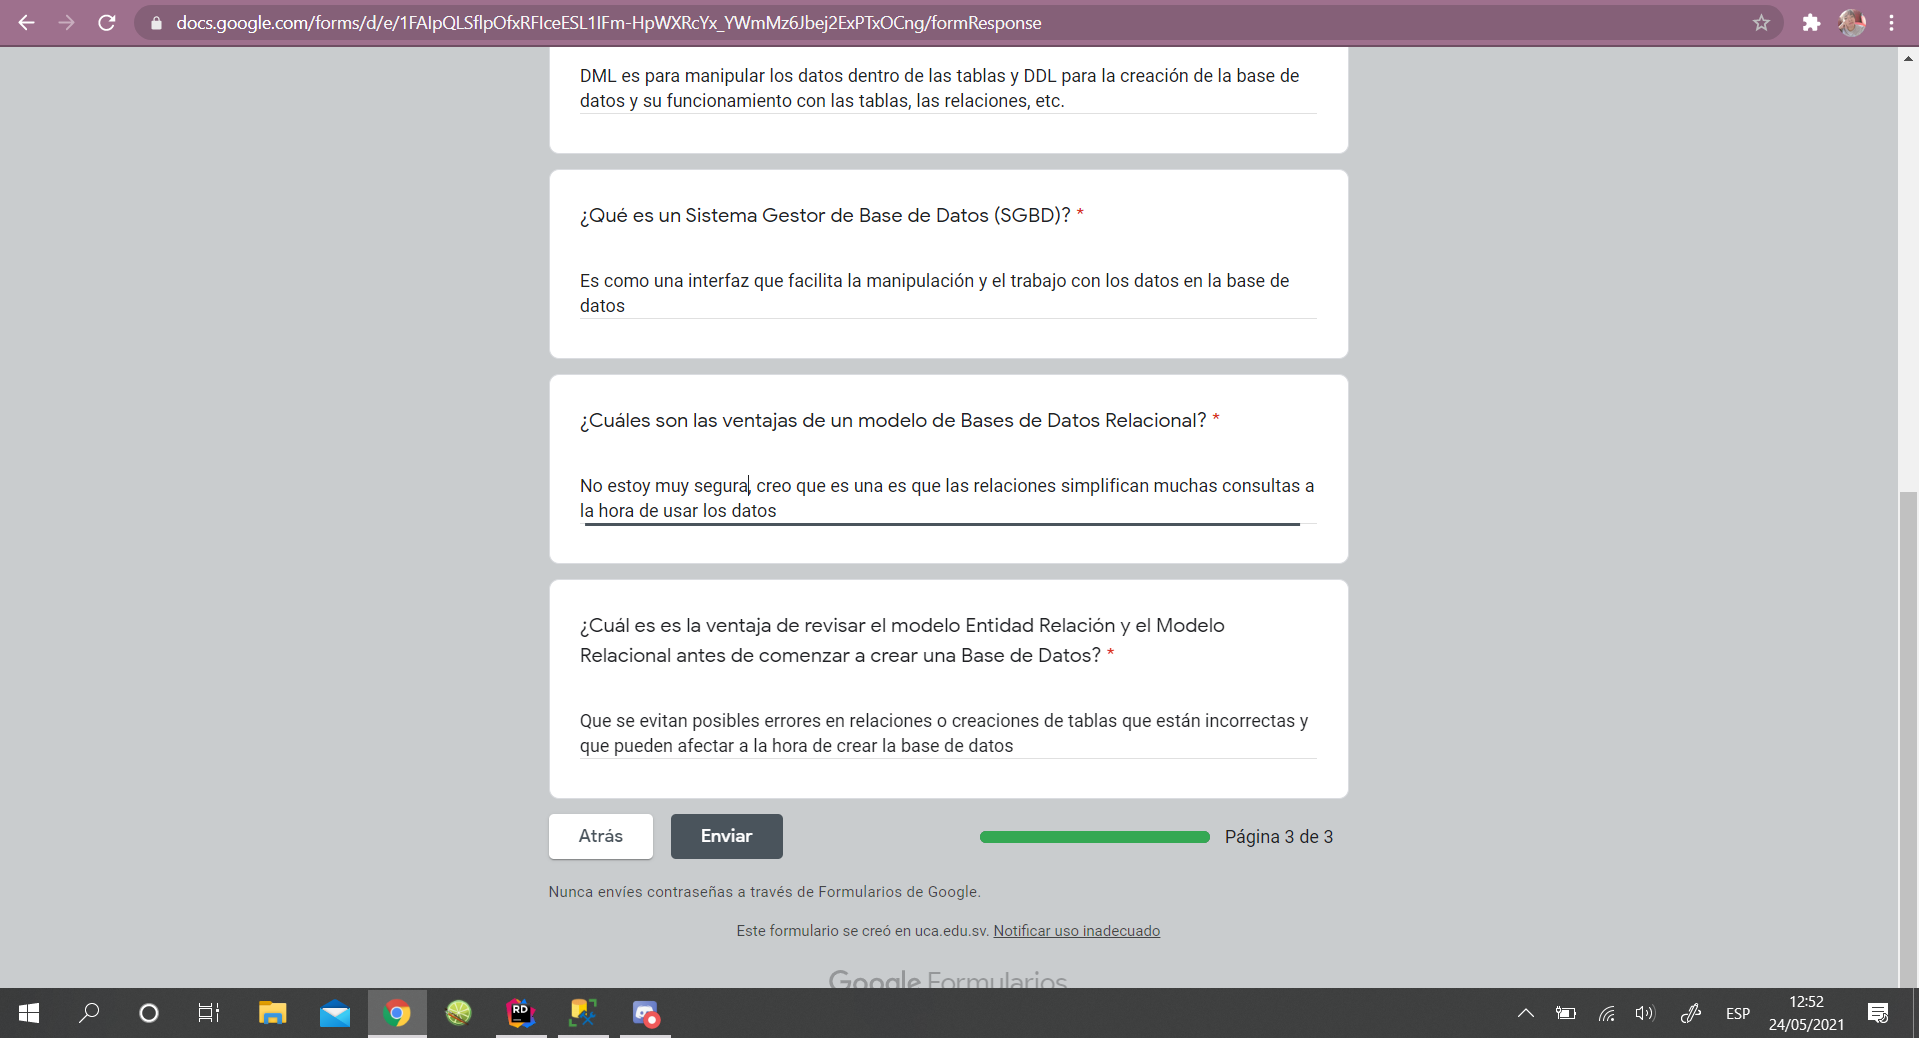 docs.google.com/forms/d/e/1FAIpQLSflpOfxRFIceESL1IFm-HpWXRcYx_YWmMz6Jbej2ExPTxOCng/formResponse
DML es para manipular los datos dentro de las tablas y DDL para la creación de la base de
datos y su funcionamiento con las tablas, las relaciones, etc.
¿Qué es un Sistema Gestor de Base de Datos (SGBD)? *
Es como una interfaz que facilita la manipulación y el trabajo con los datos en la base de
datos
¿Cuáles son las ventajas de un modelo de Bases de Datos Relacional? *
No estoy muy segura, creo que es una es que las relaciones simplifican muchas consultas a
la hora de usar los datos
¿Cuál es es la ventaja de revisar el modelo Entidad Relación y el Modelo
Relacional antes de comenzar a crear una Base de Datos? *
Que se evitan posibles errores en relaciones o creaciones de tablas que están incorrectas y
que pueden afectar a la hora de crear la base de datos
Atrás
Enviar
Página 3 de 3
Nunca envíes contraseñas a través de Formularios de Google.
Este formulario se creó en uca.edu.sv. Notificar uso inadecuado
Google Formularios
RD
ESP
12:52
24/05/2021